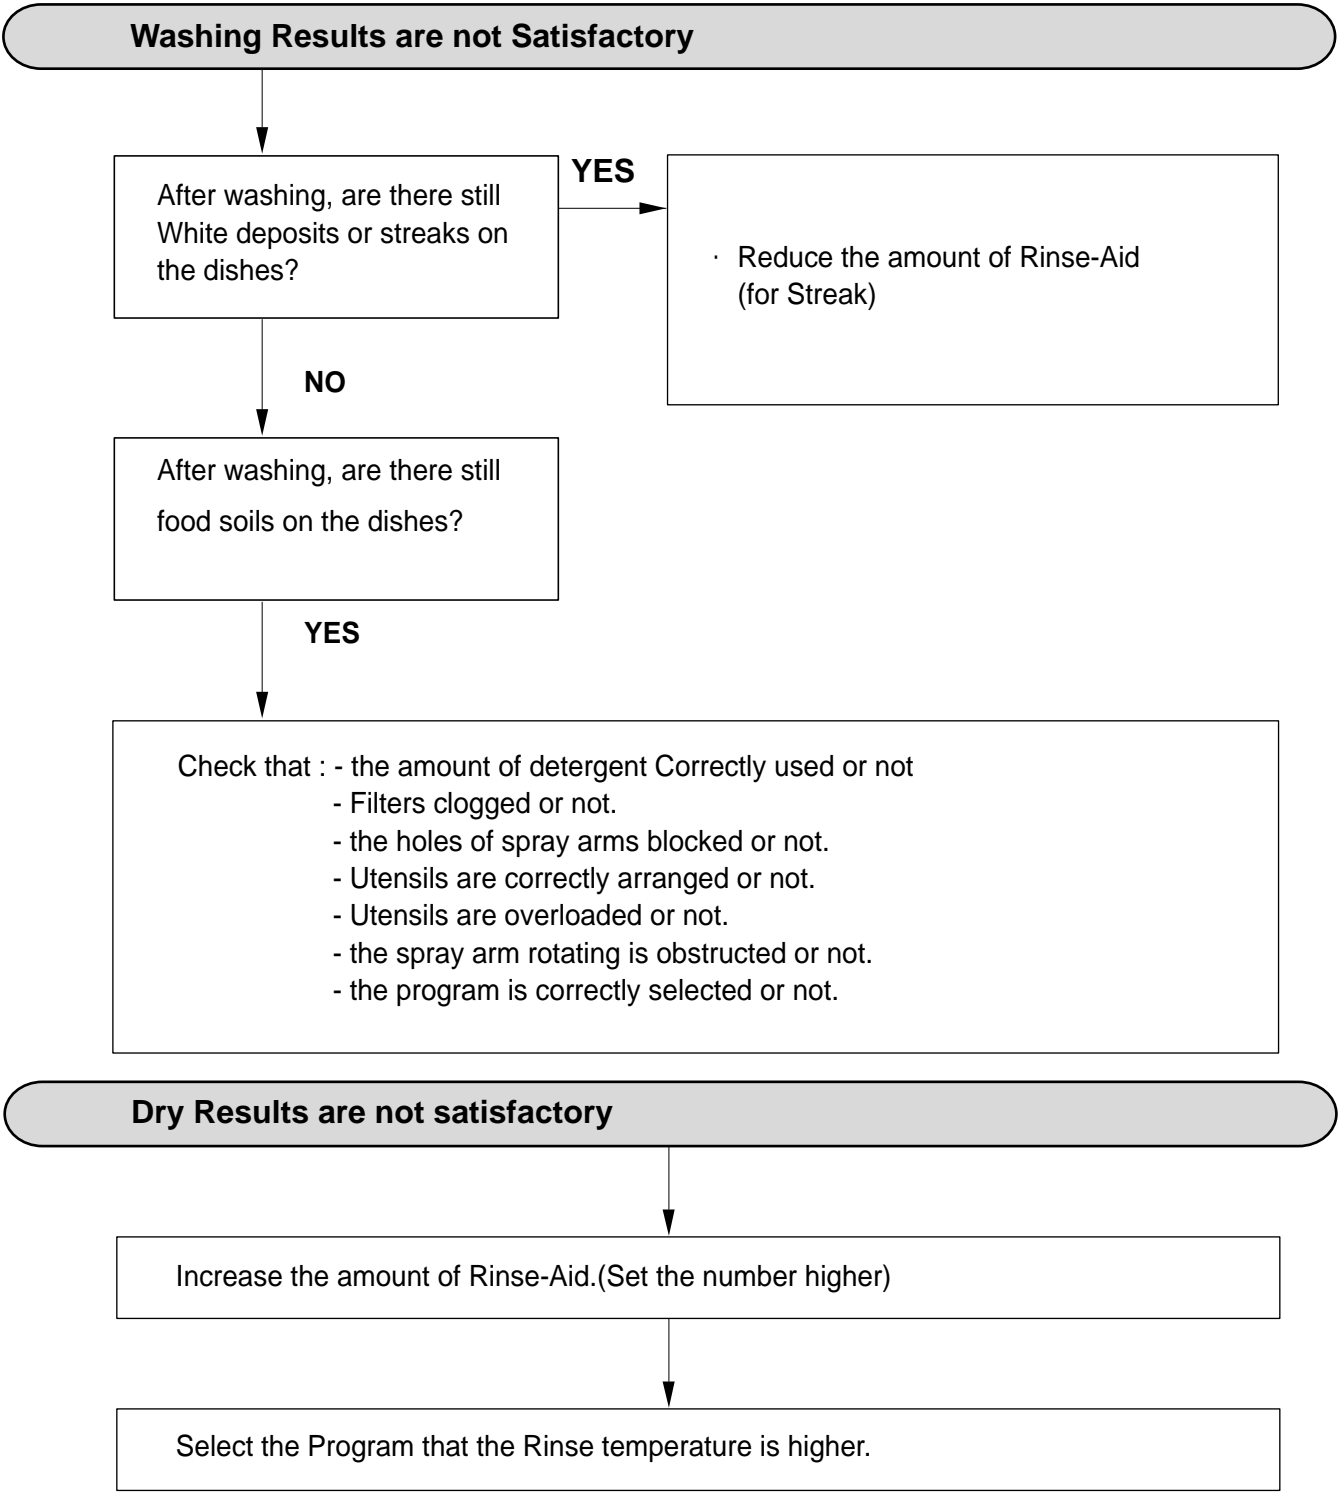 Washing Results are not Satisfactory
After washing, are there still
White deposits or streaks on
the dishes?
YES
· Reduce the amount of Rinse-Aid
(for Streak)
NO
After washing, are there still
food soils on the dishes?
YES
Check that : - the amount of detergent Correctly used or not
- Filters clogged or not.
- the holes of spray arms blocked or not.
- Utensils are correctly arranged or not.
- Utensils are overloaded or not.
- the spray arm rotating is obstructed or not.
- the program is correctly selected or not.
Dry Results are not satisfactory
Increase the amount of Rinse-Aid.(Set the number higher)
Select the Program that the Rinse temperature is higher.